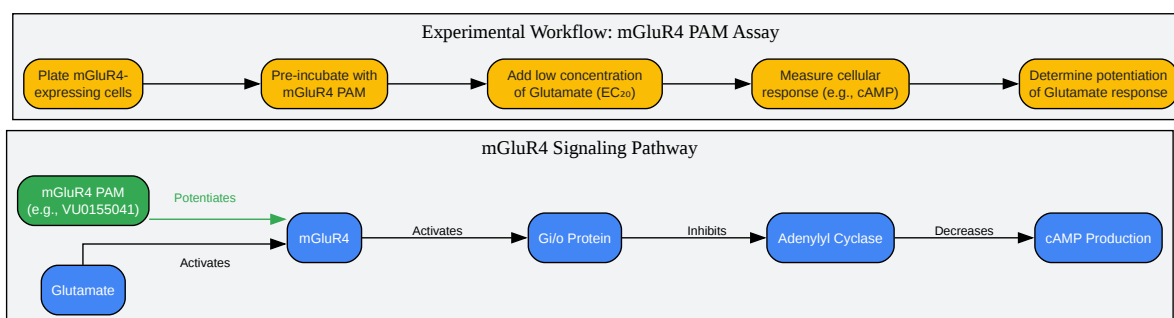 Experimental Workflow: mGluR4 PAM Assay
Plate mGluR4-
expressing cells
Pre-incubate with
mGluR4 PAM
Add low concentration
of Glutamate (EC₂₀)
Measure cellular
response (e.g., cAMP)
Determine potentiation
of Glutamate response
mGluR4 Signaling Pathway
mGluR4 PAM
(e.g., VU0155041)
Potentiates
Glutamate
Activates
mGluR4
Activates
Gi/o Protein
Inhibits
Adenylyl Cyclase
Decreases
cAMP Production